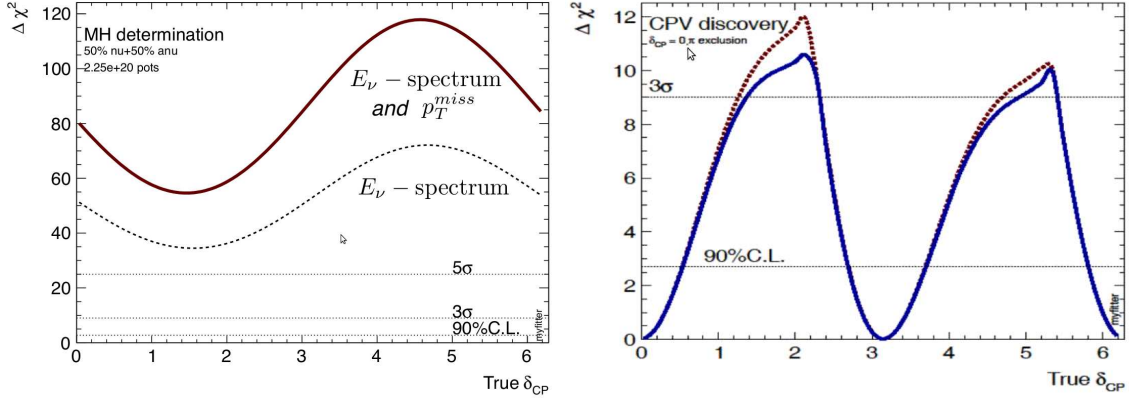 Δ χ²
MH determination
50% nu+50% anu
2.25e+20 pots
E_ν − spectrum
and p_T^miss
E_ν − spectrum
5σ
3σ
90%C.L.
myfitter
120
100
80
60
40
20
0
0 1 2 3 4 5 6
True δ_CP
Δ χ²
CPV discovery
δ_CP = 0,π exclusion
3σ
90%C.L.
myfitter
12
10
8
6
4
2
0
0 1 2 3 4 5 6
True δ_CP